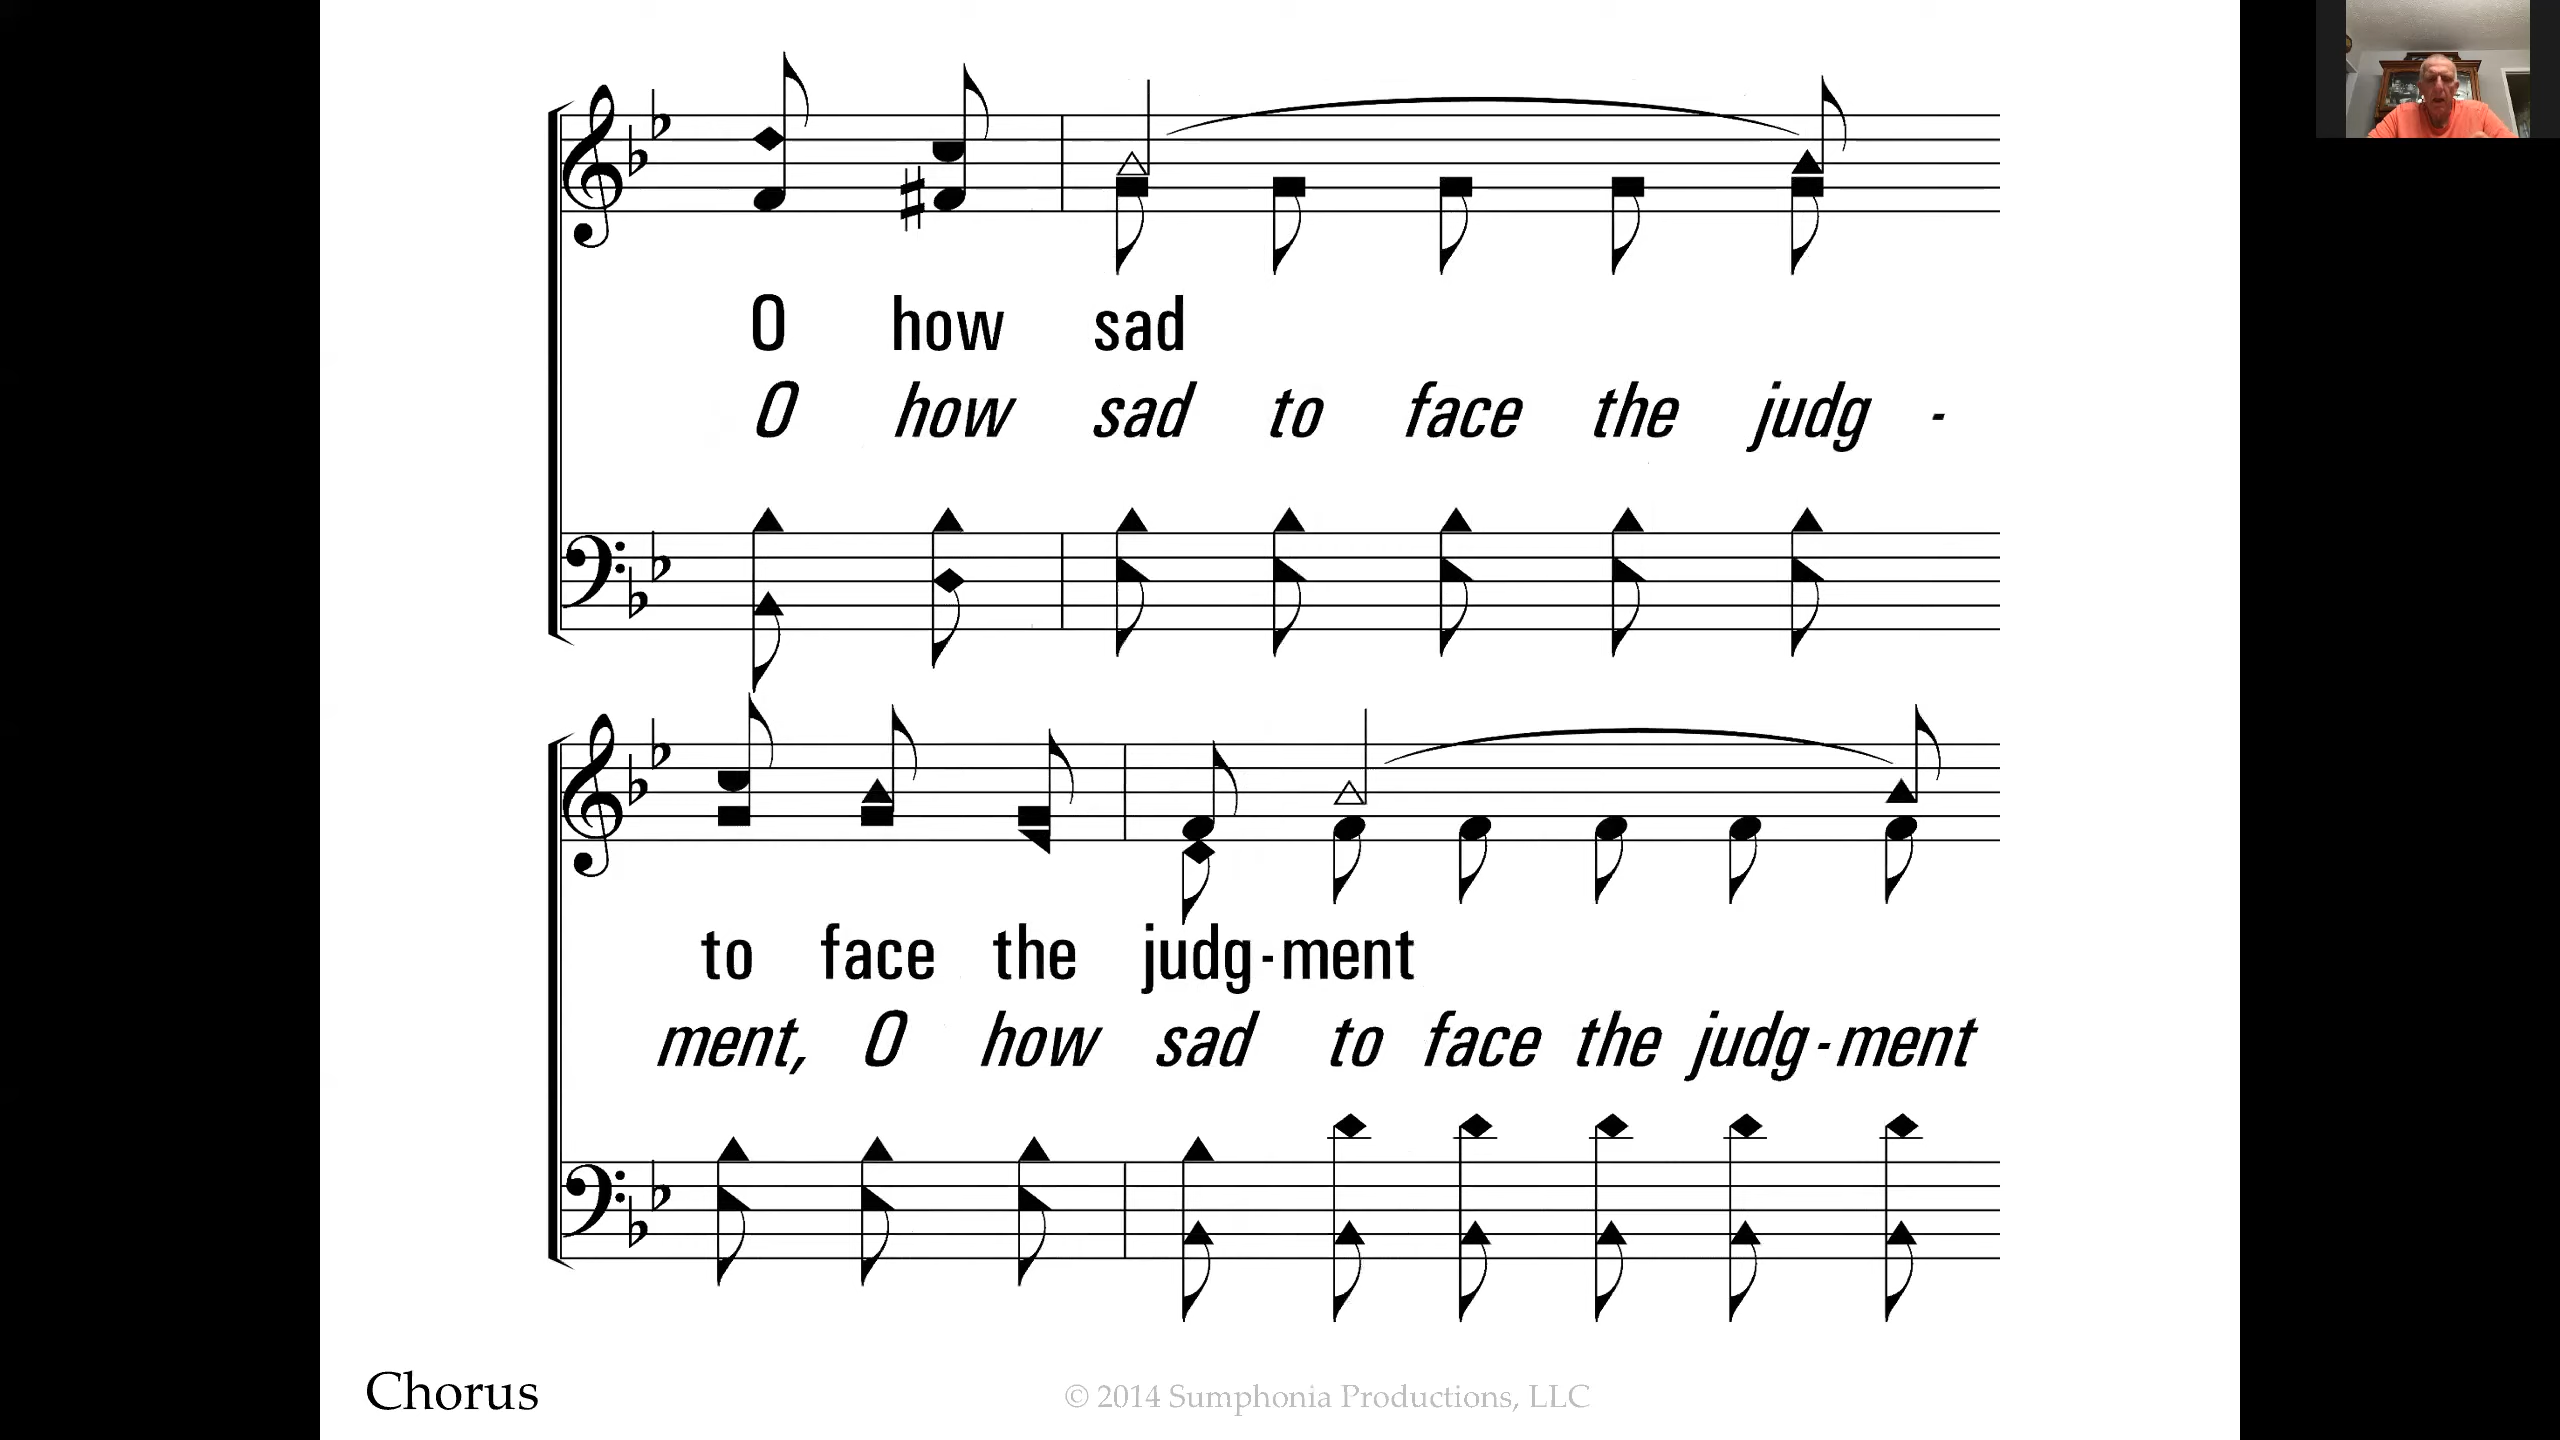 O how sad
O how sad to face the judg -
to face the judg-ment
ment, O how sad to face the judg-ment
Chorus
© 2014 Sumphonia Productions, LLC